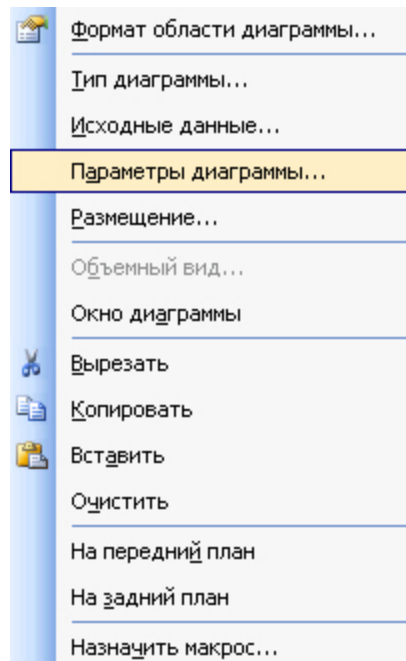 Формат области диаграммы...
Тип диаграммы...
Исходные данные...
Параметры диаграммы...
Размещение...
Объемный вид...
Окно диаграммы
Вырезать
Копировать
Вставить
Очистить
На передний план
На задний план
Назначить макрос...